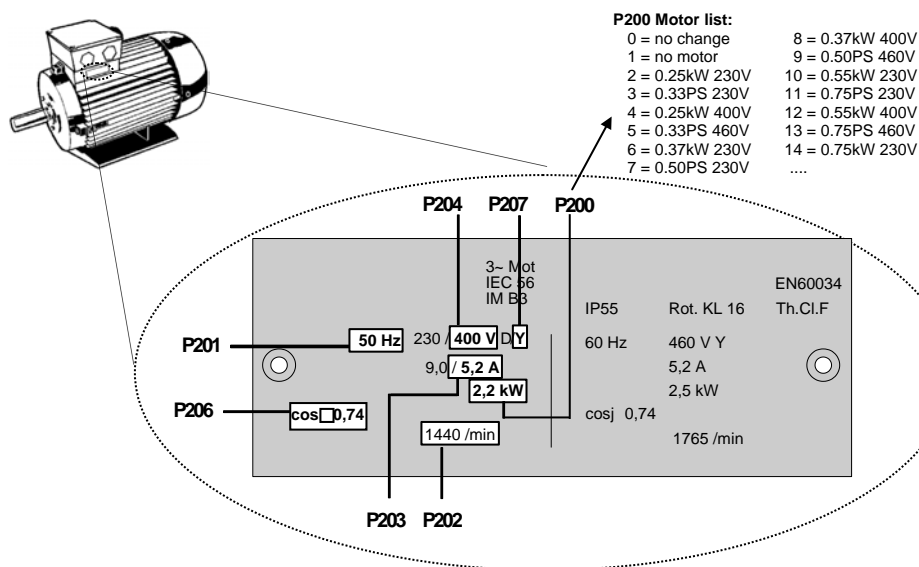 P200 Motor list:
0 = no change
1 = no motor
2 = 0.25kW 230V
3 = 0.33PS 230V
4 = 0.25kW 400V
5 = 0.33PS 460V
6 = 0.37kW 230V
7 = 0.50PS 230V
8 = 0.37kW 400V
9 = 0.50PS 460V
10 = 0.55kW 230V
11 = 0.75PS 230V
12 = 0.55kW 400V
13 = 0.75PS 460V
14 = 0.75kW 230V
....
P204 P207 P200
3~ Mot
IEC 56
IM B3
EN60034
IP55 Rot. KL 16 Th.Cl.F
P201 50 Hz 230 / 400 V D Y 60 Hz 460 V Y
9,0 / 5,2 A 5,2 A
2,2 kW 2,5 kW
P206 cos□0,74 cosj 0,74
1440 /min 1765 /min
P203 P202